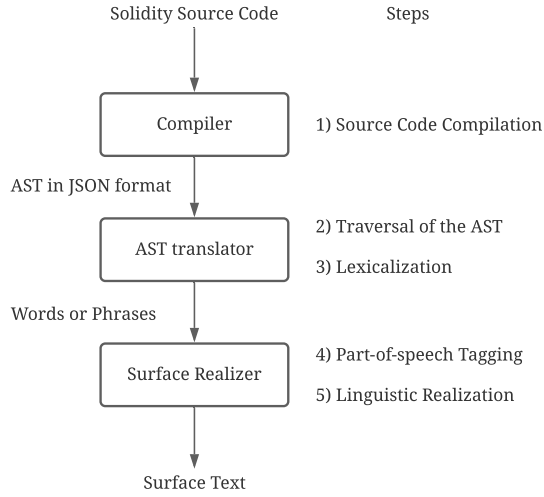 Solidity Source Code
Steps
Compiler
1) Source Code Compilation
AST in JSON format
AST translator
2) Traversal of the AST
3) Lexicalization
Words or Phrases
Surface Realizer
4) Part-of-speech Tagging
5) Linguistic Realization
Surface Text